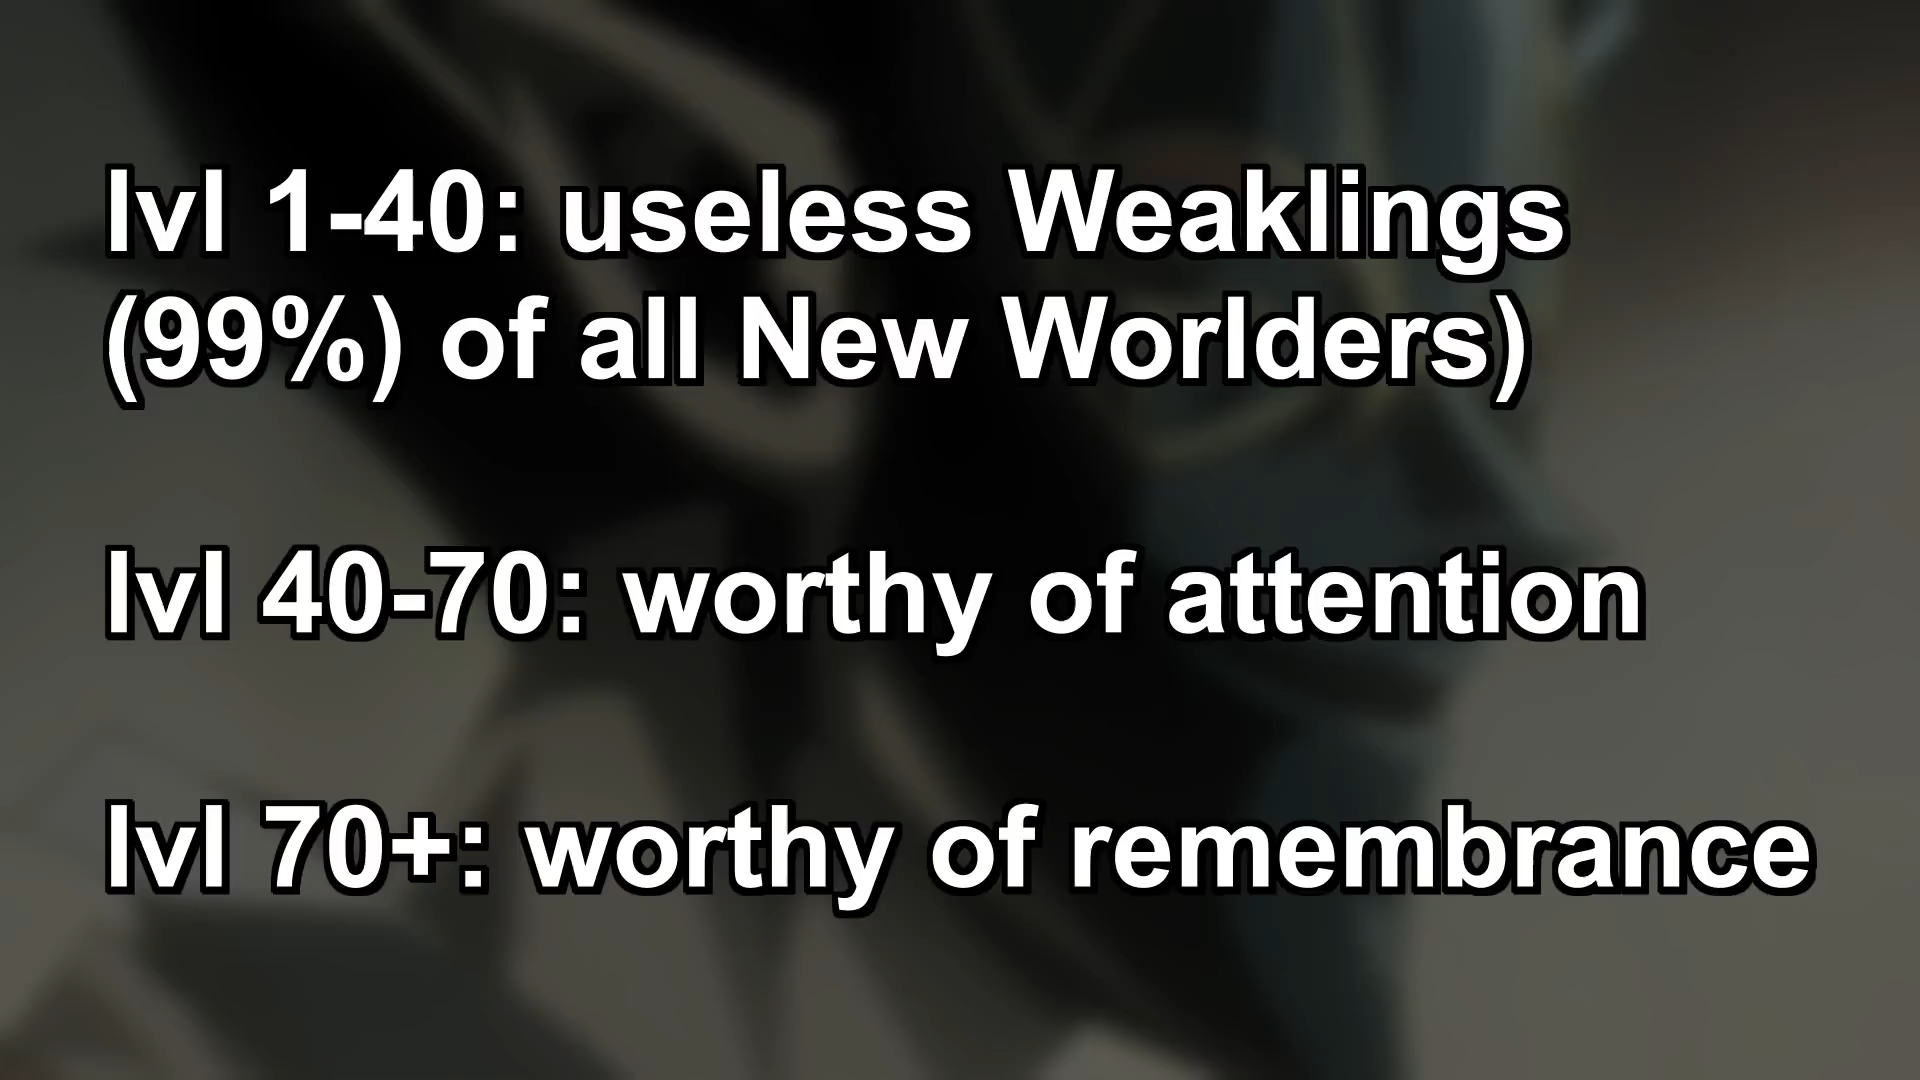 lvl 1-40: useless Weaklings
(99%) of all New Worlders)
lvl 40-70: worthy of attention
lvl 70+: worthy of remembrance